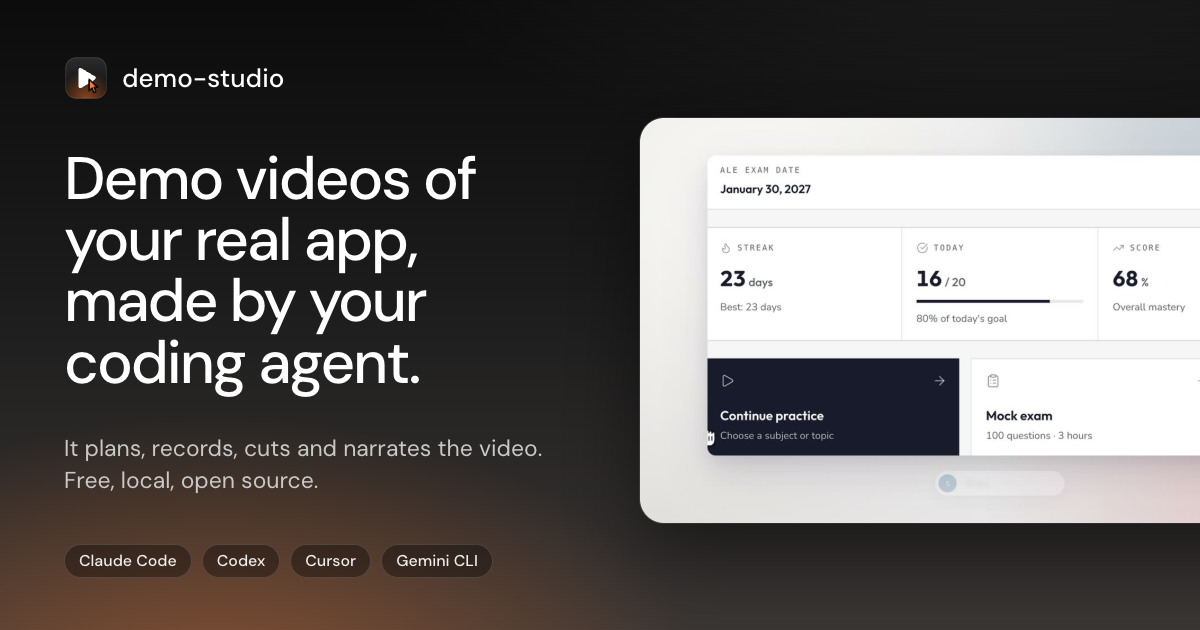 demo-studio
Demo videos of
your real app,
made by your
coding agent.
It plans, records, cuts and narrates the video.
Free, local, open source.
Claude Code
Codex
Cursor
Gemini CLI
ALE EXAM DATE
January 30, 2027
STREAK
23 days
Best: 23 days
TODAY
16 / 20
80% of today's goal
SCORE
68 %
Overall mastery
Continue practice
Choose a subject or topic
Mock exam
100 questions · 3 hours